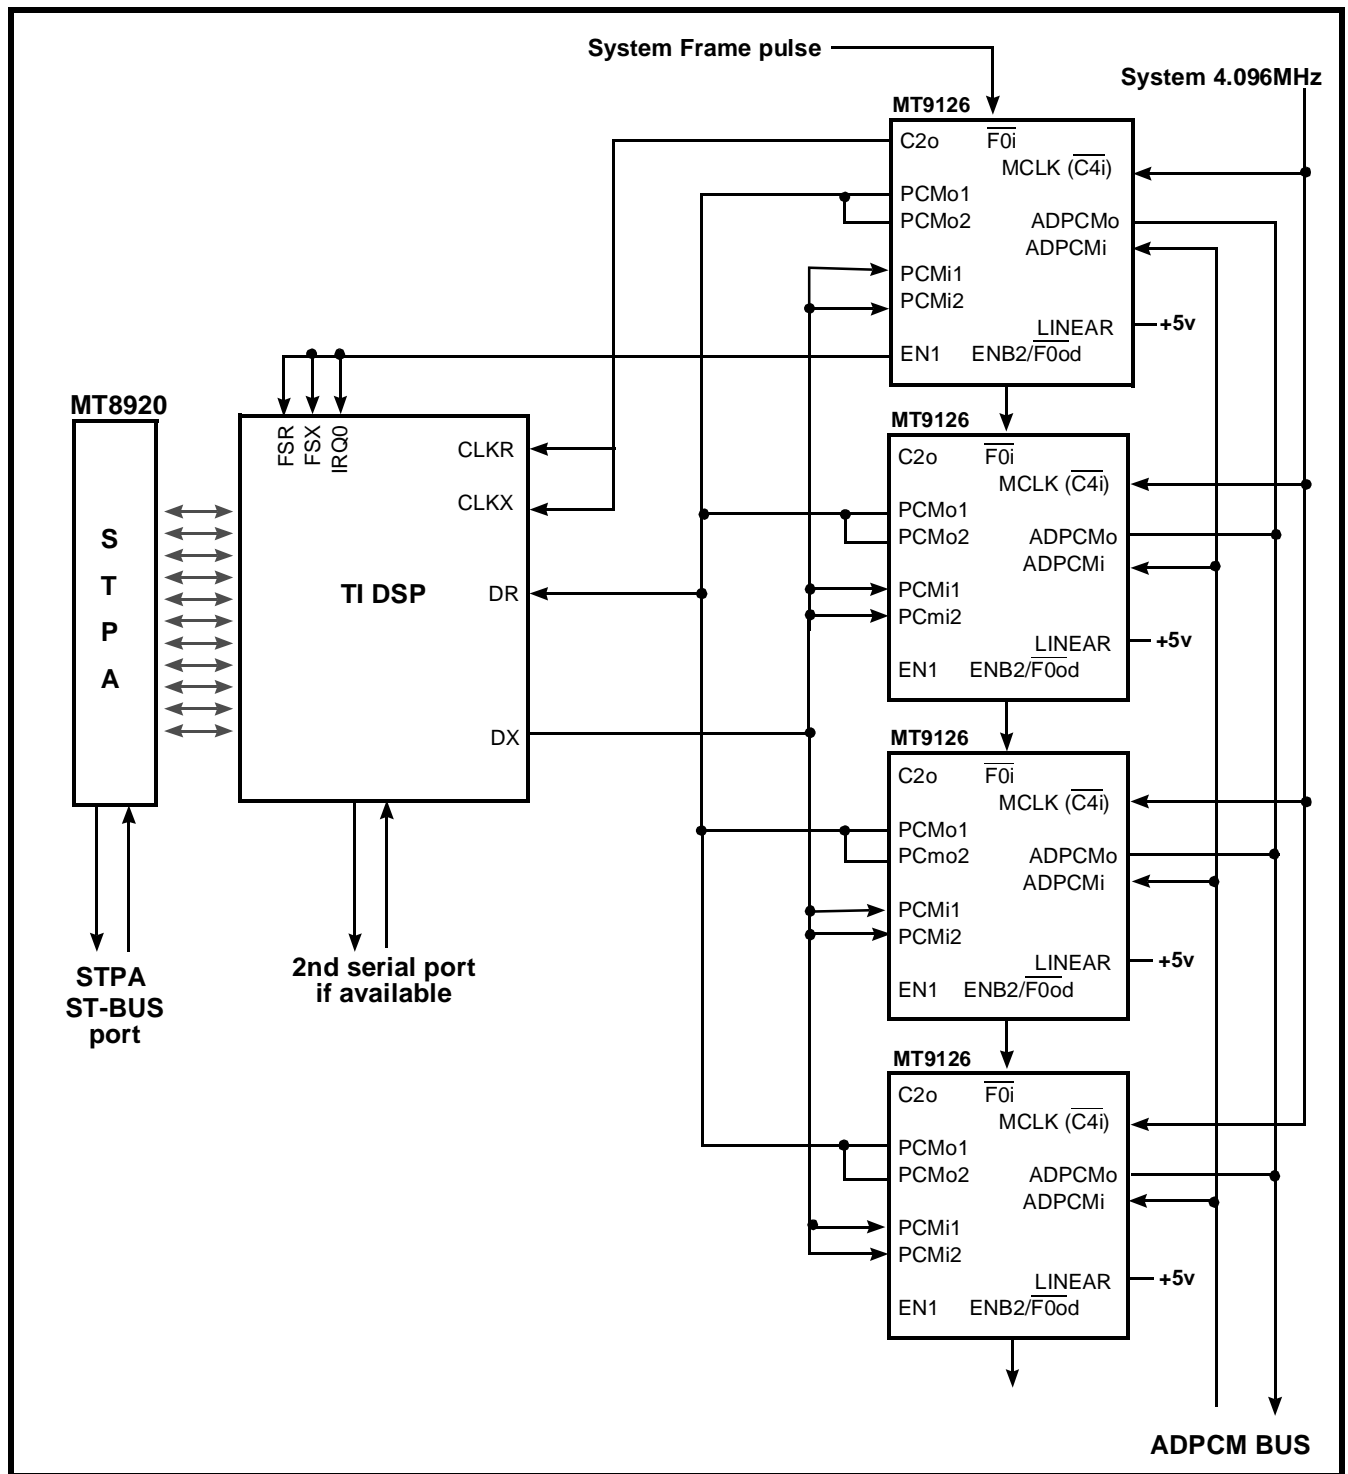 System Frame pulse
System 4.096MHz
MT9126
C2o F0i
MCLK (C4i)
PCMo1
PCMo2 ADPCMo
ADPCMi
PCMi1
PCMi2
LINEAR +5v
EN1 ENB2/F0od
MT8920
S
T
P
A
FSR
FSX
IRQ0
CLKR
CLKX
TI DSP
DR
DX
STPA
ST-BUS
port
2nd serial port
if available
MT9126
C2o F0i
MCLK (C4i)
PCMo1
PCMo2 ADPCMo
ADPCMi
PCMi1
PCmi2
LINEAR +5v
EN1 ENB2/F0od
MT9126
C2o F0i
MCLK (C4i)
PCMo1
PCmo2 ADPCMo
ADPCMi
PCMi1
PCMi2
LINEAR +5v
EN1 ENB2/F0od
MT9126
C2o F0i
MCLK (C4i)
PCMo1
PCMo2 ADPCMo
ADPCMi
PCMi1
PCMi2
LINEAR +5v
EN1 ENB2/F0od
ADPCM BUS